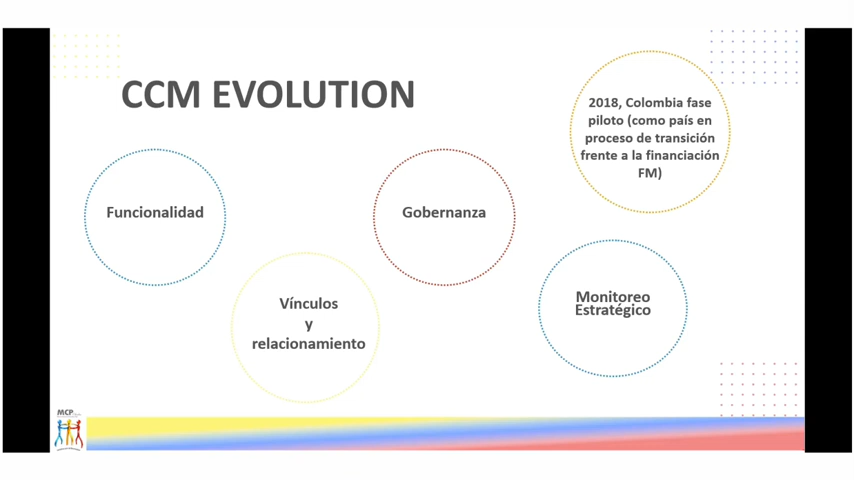 CCM EVOLUTION
2018, Colombia fase
piloto (como país en
proceso de transición
frente a la financiación
FM)
Funcionalidad
Gobernanza
Vínculos
y
relacionamiento
Monitoreo
Estratégico
MCP